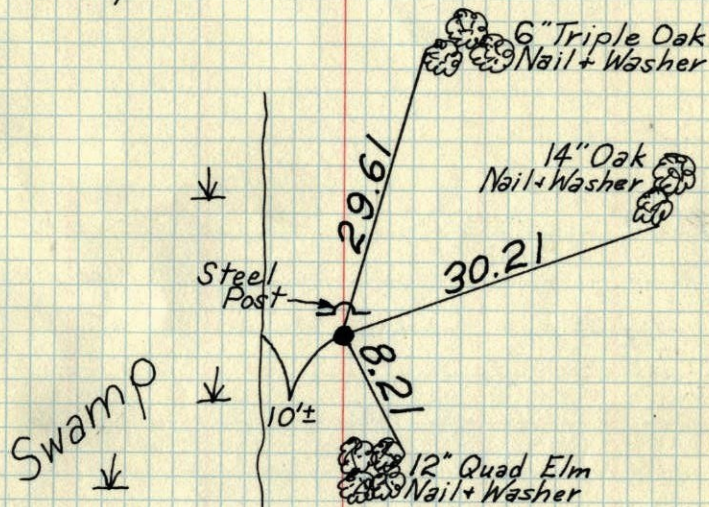 6" Triple Oak
Nail + Washer
14" Oak
Nail + Washer
29.61
30.21
Steel
Post
8.21
10'±
Swamp
12" Quad Elm
Nail + Washer